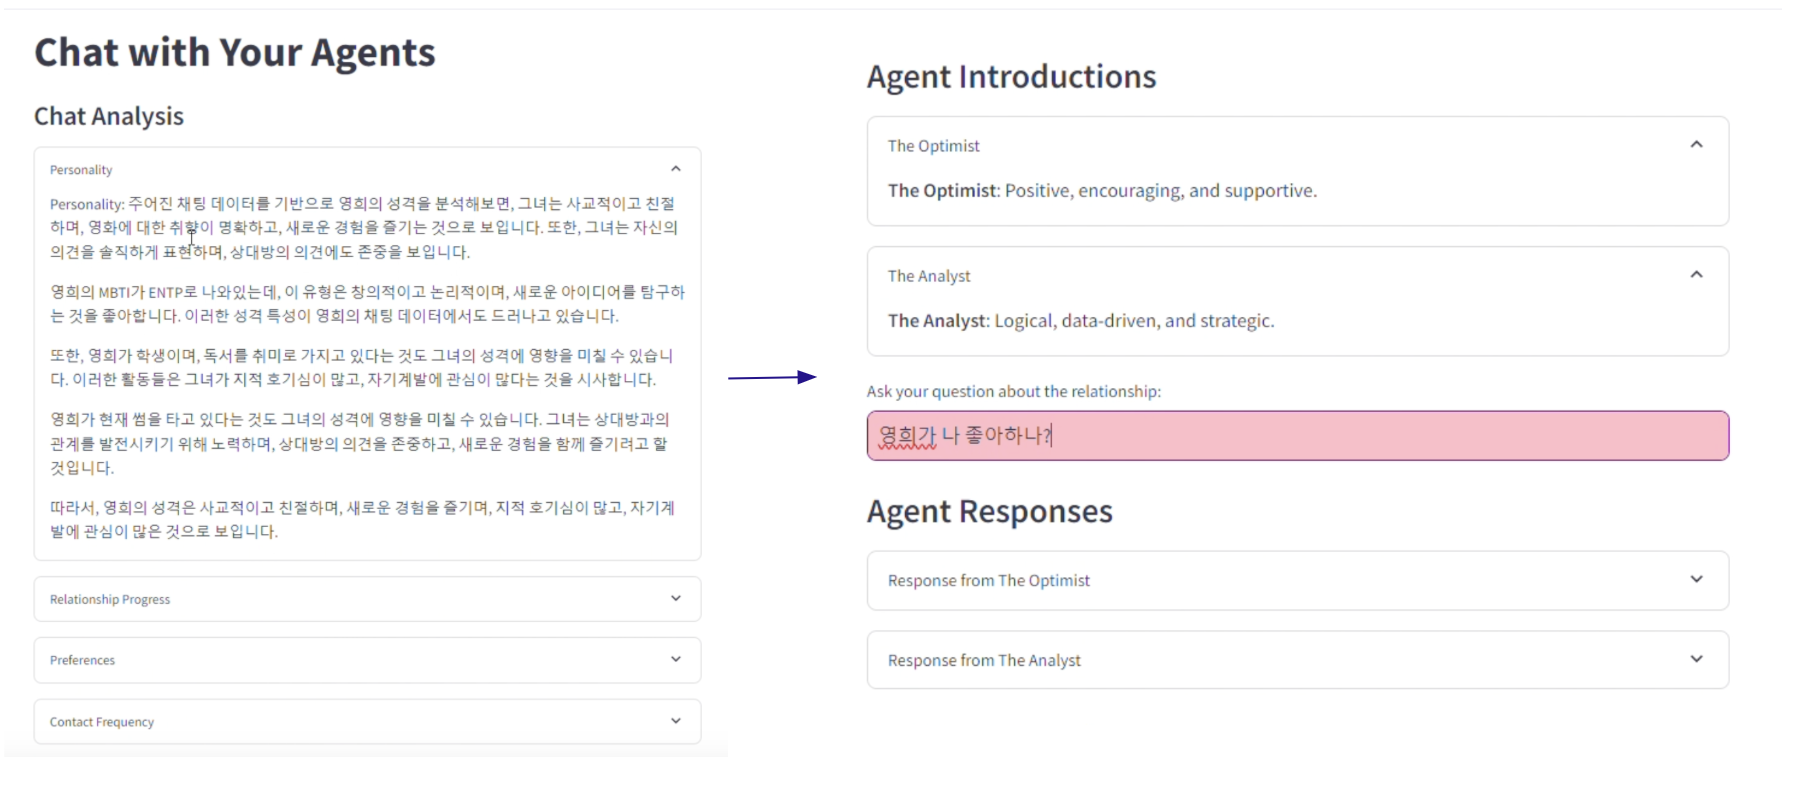 Chat with Your Agents
Chat Analysis
Personality
Personality: 주어진 채팅 데이터를 기반으로 영희의 성격을 분석해보면, 그녀는 사교적이고 친절
하며, 영화에 대한 취향이 명확하고, 새로운 경험을 즐기는 것으로 보입니다. 또한, 그녀는 자신의
의견을 솔직하게 표현하며, 상대방의 의견에도 존중을 보입니다.
영희의 MBTI가 ENTP로 나와있는데, 이 유형은 창의적이고 논리적이며, 새로운 아이디어를 탐구하
는 것을 좋아합니다. 이러한 성격 특성이 영희의 채팅 데이터에서도 드러나고 있습니다.
또한, 영희가 학생이며, 독서를 취미로 가지고 있다는 것도 그녀의 성격에 영향을 미칠 수 있습니
다. 이러한 활동들은 그녀가 지적 호기심이 많고, 자기계발에 관심이 많다는 것을 시사합니다.
영희가 현재 썸을 타고 있다는 것도 그녀의 성격에 영향을 미칠 수 있습니다. 그녀는 상대방과의
관계를 발전시키기 위해 노력하며, 상대방의 의견을 존중하고, 새로운 경험을 함께 즐기려고 할
것입니다.
따라서, 영희의 성격은 사교적이고 친절하며, 새로운 경험을 즐기며, 지적 호기심이 많고, 자기계
발에 관심이 많은 것으로 보입니다.
Relationship Progress
Preferences
Contact Frequency
Agent Introductions
The Optimist
The Optimist: Positive, encouraging, and supportive.
The Analyst
The Analyst: Logical, data-driven, and strategic.
Ask your question about the relationship:
영희가 나 좋아하나?
Agent Responses
Response from The Optimist
Response from The Analyst